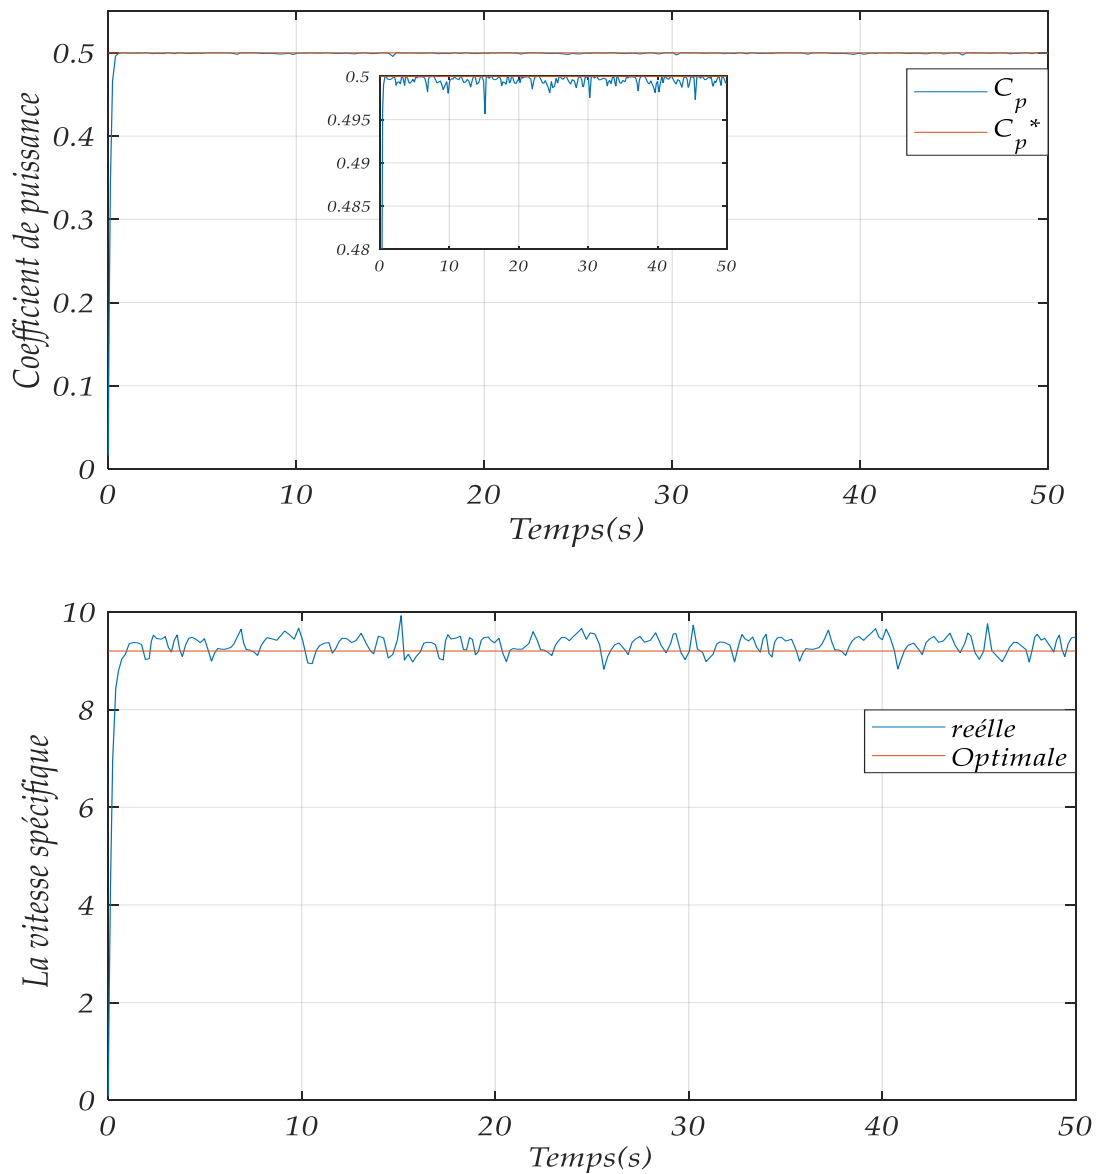 Coefficient de puissance
0.5
0.4
0.3
0.2
0.1
0
0.5
0.495
0.49
0.485
0.48
0 10 20 30 40 50
C_p
C_p*
0 10 20 30 40 50
Temps(s)
La vitesse spécifique
10
8
6
4
2
0
reélle
Optimale
0 10 20 30 40 50
Temps(s)